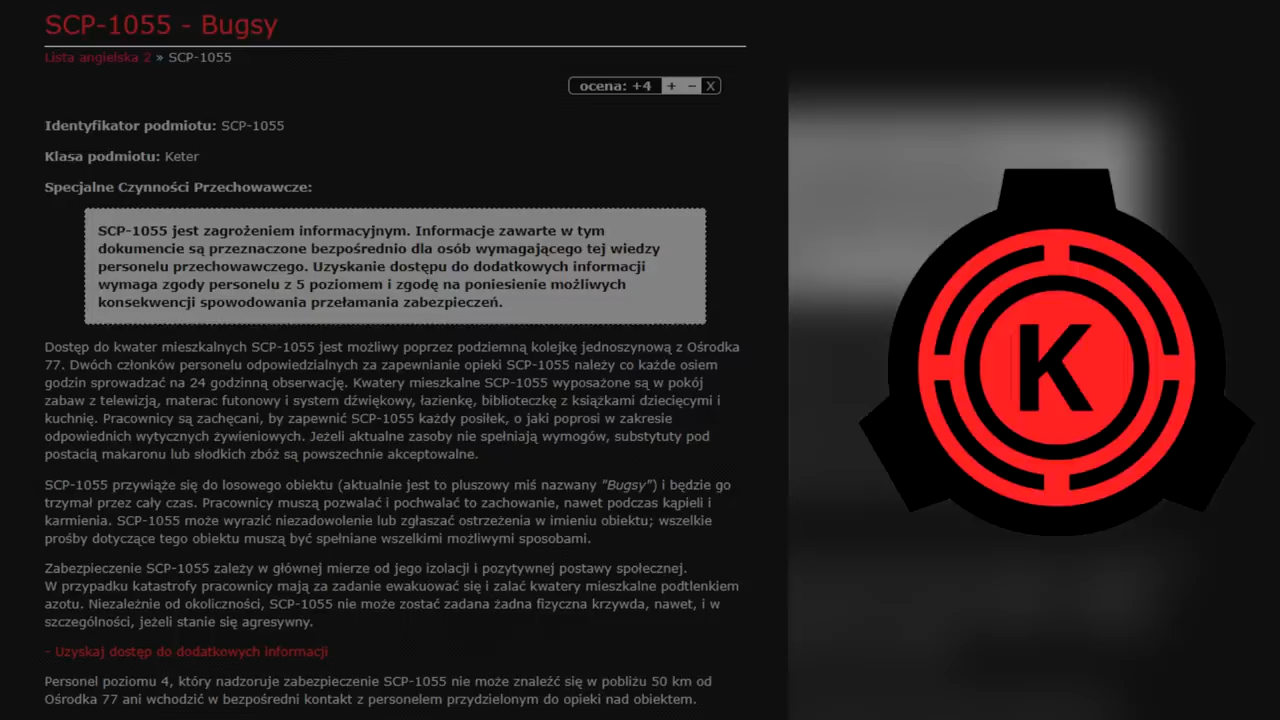 SCP-1055 - Bugsy
Lista angielska 2 » SCP-1055
ocena: +4 + − X
Identyfikator podmiotu: SCP-1055
Klasa podmiotu: Keter
Specjalne Czynności Przechowawcze:
SCP-1055 jest zagrożeniem informacyjnym. Informacje zawarte w tym
dokumencie są przeznaczone bezpośrednio dla osób wymagającego tej wiedzy
personelu przechowawczego. Uzyskanie dostępu do dodatkowych informacji
wymaga zgody personelu z 5 poziomem i zgodę na poniesienie możliwych
konsekwencji spowodowania przełamania zabezpieczeń.
Dostęp do kwater mieszkalnych SCP-1055 jest możliwy poprzez podziemną kolejkę jednoszynową z Ośrodka
77. Dwóch członków personelu odpowiedzialnych za zapewnianie opieki SCP-1055 należy co każde osiem
godzin sprowadzać na 24 godzinną obserwację. Kwatery mieszkalne SCP-1055 wyposażone są w pokój
zabaw z telewizją, materac futonowy i system dźwiękowy, łazienkę, biblioteczkę z książkami dziecięcymi i
kuchnię. Pracownicy są zachęcani, by zapewnić SCP-1055 każdy posiłek, o jaki poprosi w zakresie
odpowiednich wytycznych żywieniowych. Jeżeli aktualne zasoby nie spełniają wymogów, substytuty pod
postacią makaronu lub słodkich zbóż są powszechnie akceptowalne.
SCP-1055 przywiąże się do losowego obiektu (aktualnie jest to pluszowy miś nazwany "Bugsy") i będzie go
trzymał przez cały czas. Pracownicy muszą pozwalać i pochwalać to zachowanie, nawet podczas kąpieli i
karmienia. SCP-1055 może wyrazić niezadowolenie lub zgłaszać ostrzeżenia w imieniu obiektu; wszelkie
prośby dotyczące tego obiektu muszą być spełniane wszelkimi możliwymi sposobami.
Zabezpieczenie SCP-1055 zależy w głównej mierze od jego izolacji i pozytywnej postawy społecznej.
W przypadku katastrofy pracownicy mają za zadanie ewakuować się i zalać kwatery mieszkalne podtlenkiem
azotu. Niezależnie od okoliczności, SCP-1055 nie może zostać zadana żadna fizyczna krzywda, nawet, i w
szczególności, jeżeli stanie się agresywny.
- Uzyskaj dostęp do dodatkowych informacji
Personel poziomu 4, który nadzoruje zabezpieczenie SCP-1055 nie może znaleźć się w pobliżu 50 km od
Ośrodka 77 ani wchodzić w bezpośredni kontakt z personelem przydzielonym do opieki nad obiektem.
K